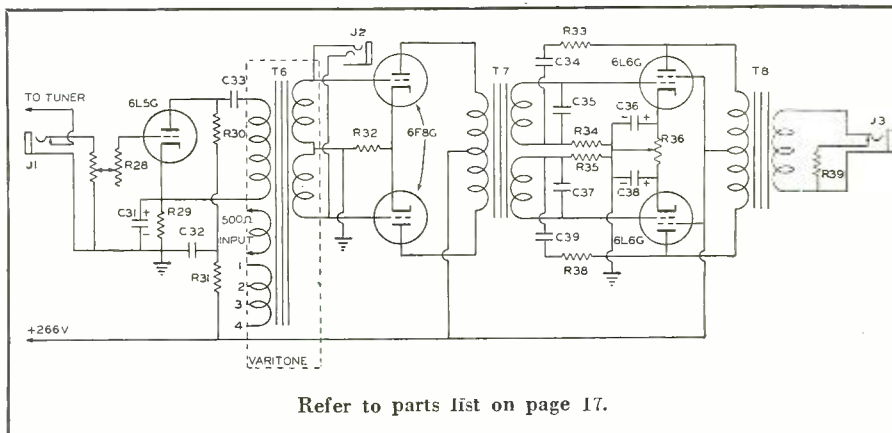 J2
R33
C34
6L6G
T8
C33
T6
T7
TO TUNER
6L5G
C35
C36
J3
R30
R32
6F8G
R34
R36
R28
R35
J1
R39
C31
R29
500Ω
INPUT
C37
C38
C32
C39
6L6G
R31
1
2
3
4
R38
+266V
VARITONE
Refer to parts list on page 17.